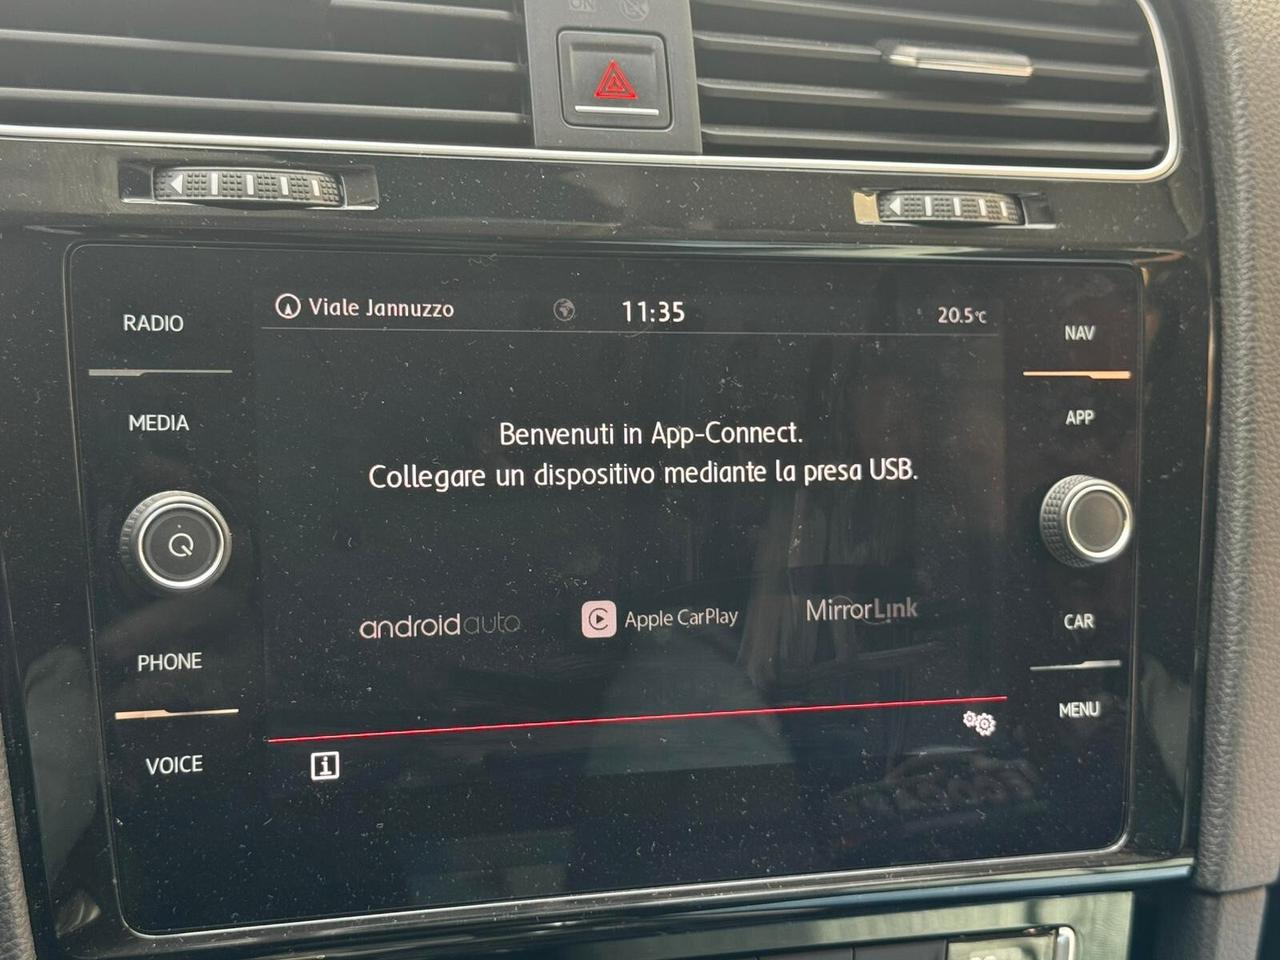 ON
RADIO
MEDIA
PHONE
VOICE
Viale Jannuzzo
11:35
20.5°C
Benvenuti in App-Connect.
Collegare un dispositivo mediante la presa USB.
androidauto
Apple CarPlay
MirrorLink
i
NAV
APP
CAR
MENU